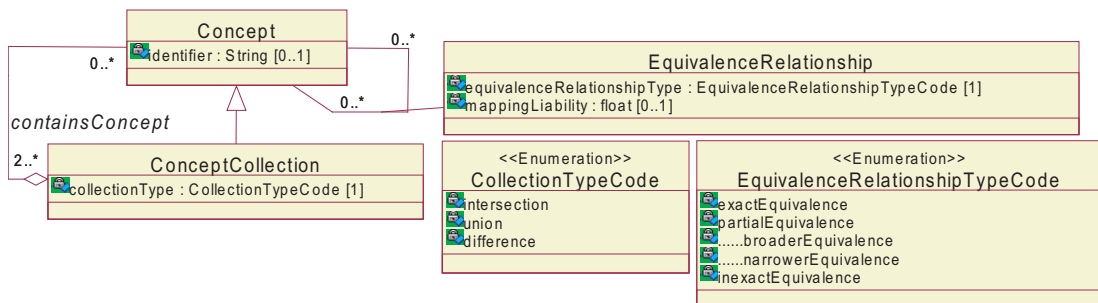 Concept
identifier : String [0..1]
0..*
0..*
0..*
containsConcept
2..*
ConceptCollection
collectionType : CollectionTypeCode [1]
EquivalenceRelationship
equivalenceRelationshipType : EquivalenceRelationshipTypeCode [1]
mappingLiability : float [0..1]
<<Enumeration>>
CollectionTypeCode
intersection
union
difference
<<Enumeration>>
EquivalenceRelationshipTypeCode
exactEquivalence
partialEquivalence
......broaderEquivalence
......narrowerEquivalence
inexactEquivalence